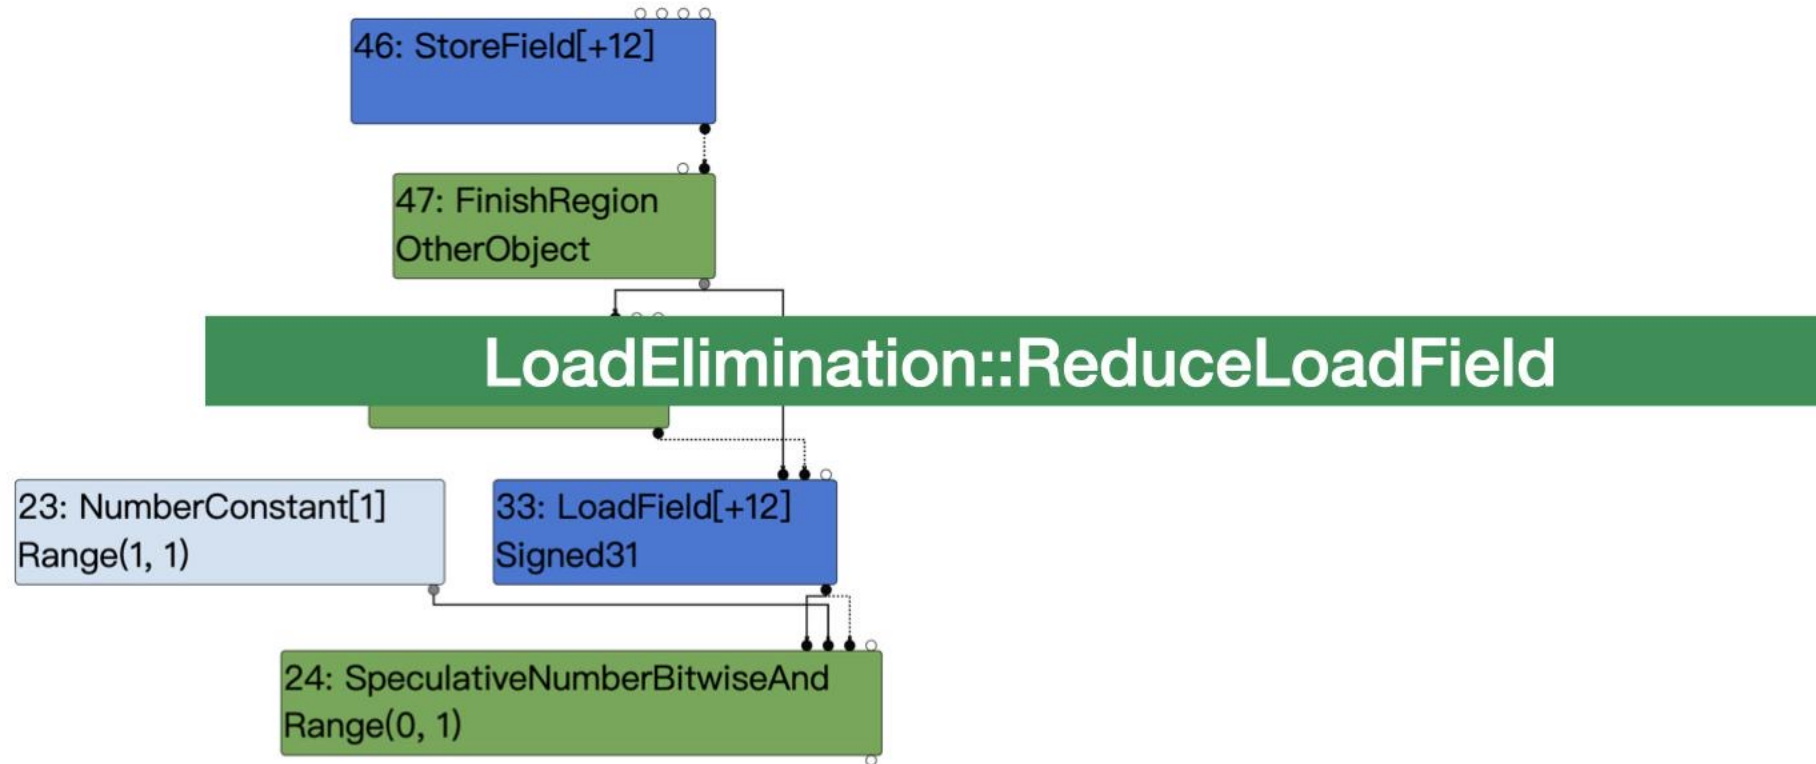 46: StoreField[+12]
47: FinishRegion
OtherObject
LoadElimination::ReduceLoadField
23: NumberConstant[1]
Range(1, 1)
33: LoadField[+12]
Signed31
24: SpeculativeNumberBitwiseAnd
Range(0, 1)